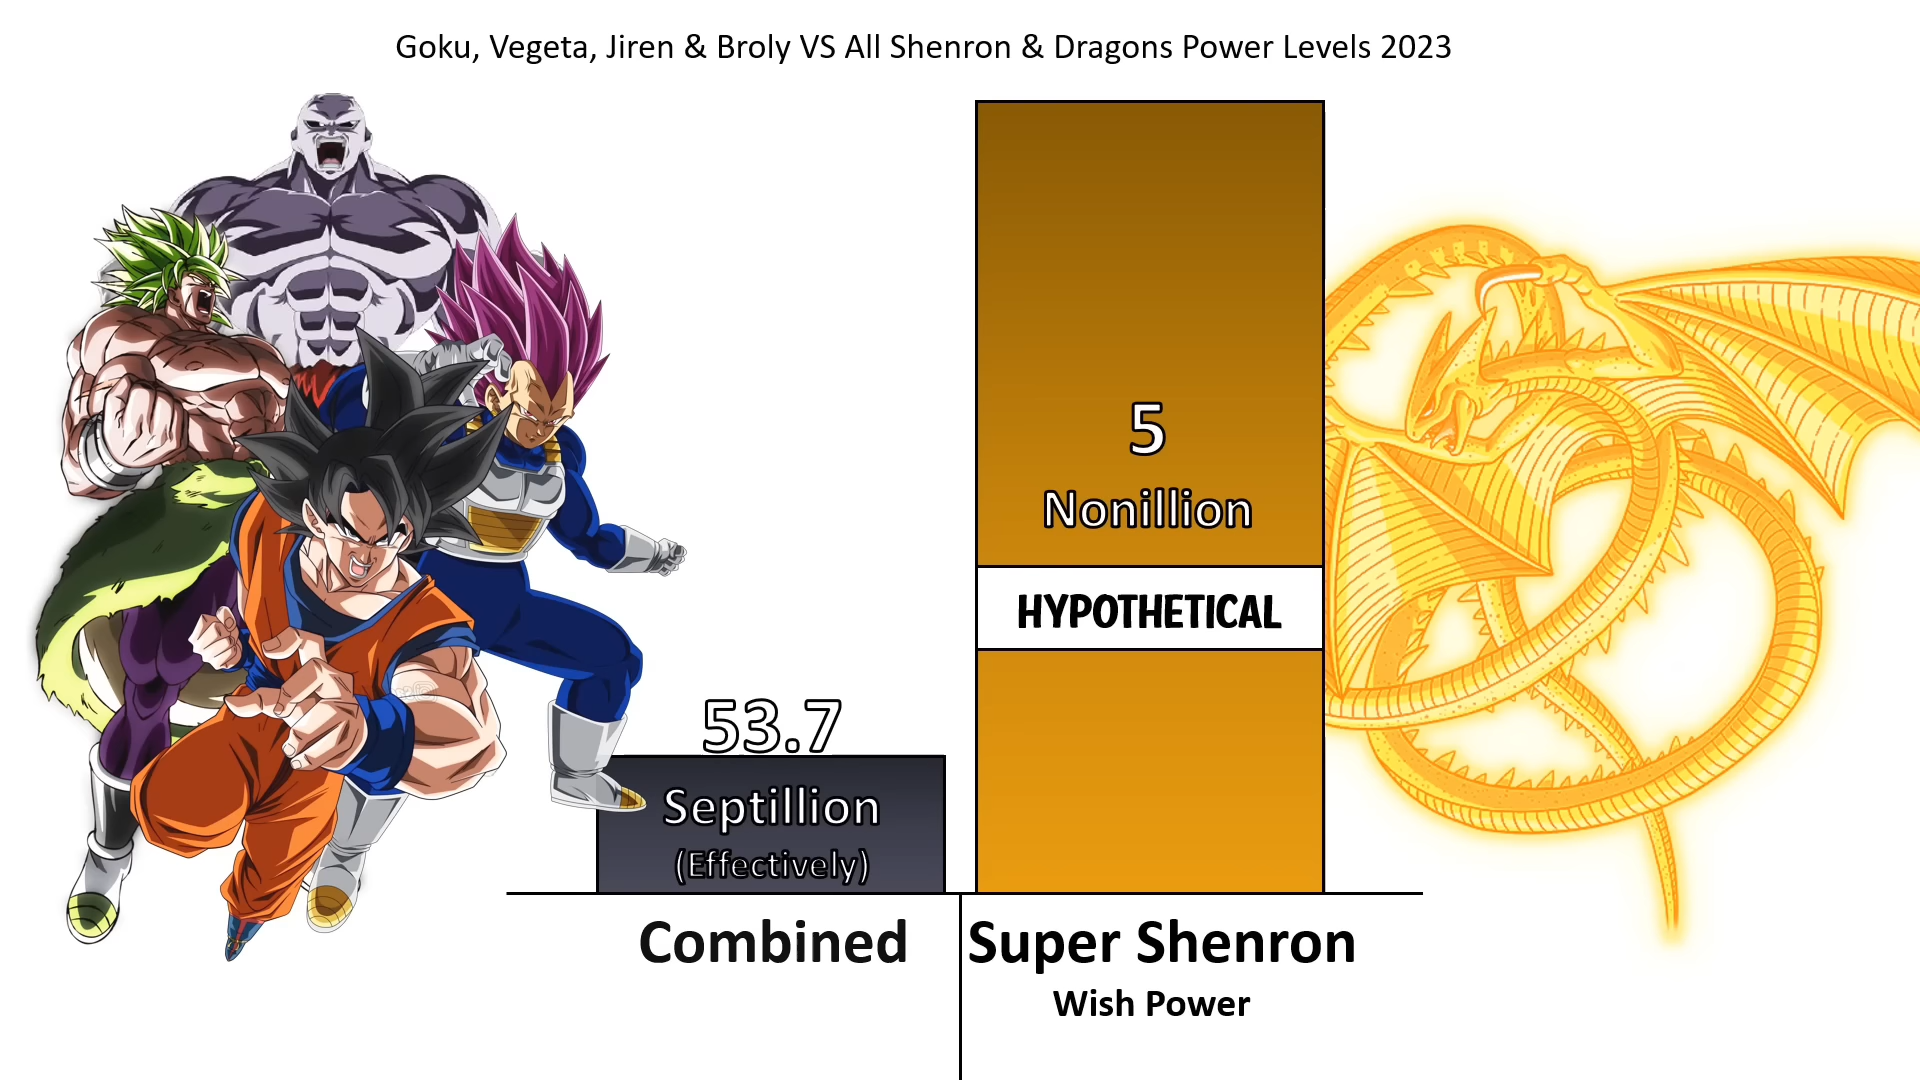 Goku, Vegeta, Jiren & Broly VS All Shenron & Dragons Power Levels 2023
5
Nonillion
HYPOTHETICAL
53.7
Septillion
(Effectively)
Combined
Super Shenron
Wish Power